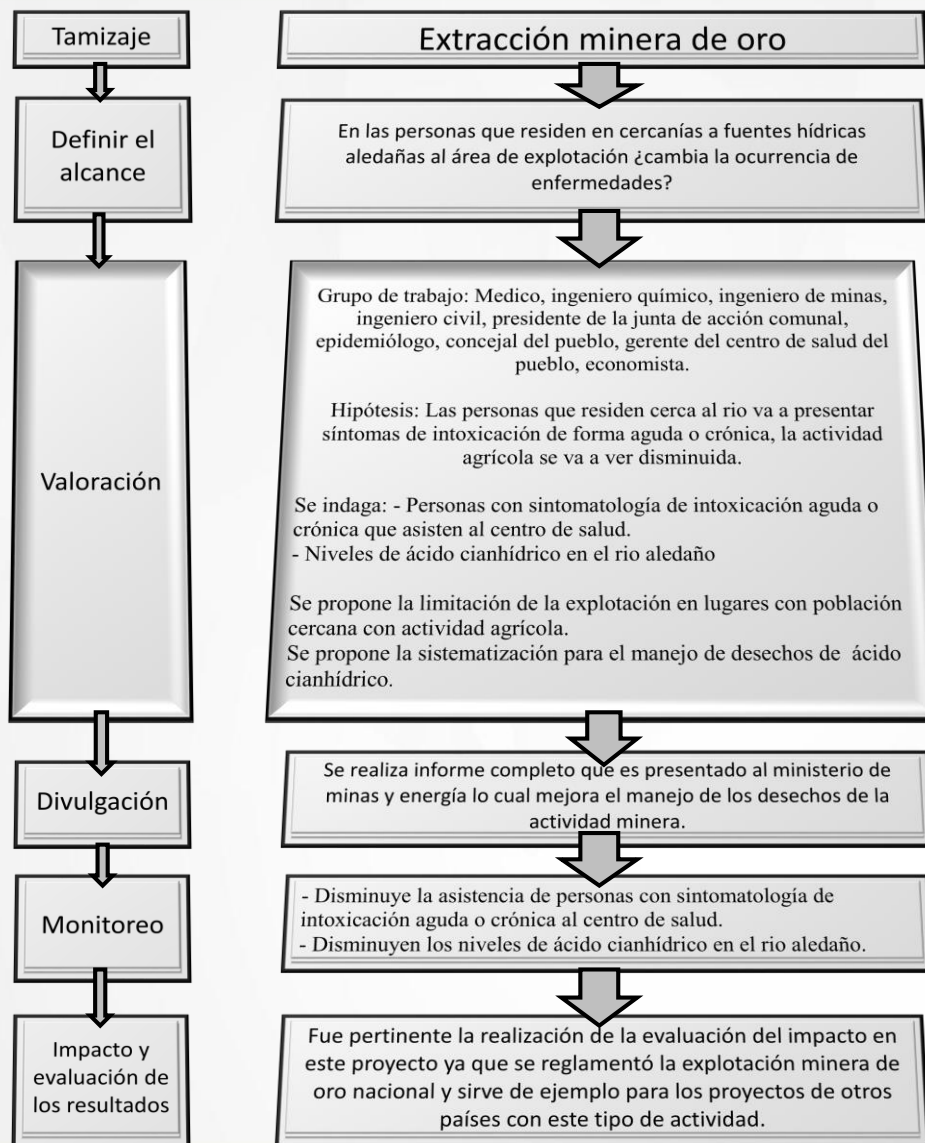 Tamizaje
Extracción minera de oro
Definir el
alcance
En las personas que residen en cercanías a fuentes hídricas
aledañas al área de explotación ¿cambia la ocurrencia de
enfermedades?
Valoración
Grupo de trabajo: Medico, ingeniero químico, ingeniero de minas,
ingeniero civil, presidente de la junta de acción comunal,
epidemiólogo, concejal del pueblo, gerente del centro de salud del
pueblo, economista.
Hipótesis: Las personas que residen cerca al rio va a presentar
síntomas de intoxicación de forma aguda o crónica, la actividad
agrícola se va a ver disminuida.
Se indaga: - Personas con sintomatología de intoxicación aguda o
crónica que asisten al centro de salud.
- Niveles de ácido cianhídrico en el rio aledaño
Se propone la limitación de la explotación en lugares con población
cercana con actividad agrícola.
Se propone la sistematización para el manejo de desechos de ácido
cianhídrico.
Divulgación
Se realiza informe completo que es presentado al ministerio de
minas y energía lo cual mejora el manejo de los desechos de la
actividad minera.
Monitoreo
- Disminuye la asistencia de personas con sintomatología de
intoxicación aguda o crónica al centro de salud.
- Disminuyen los niveles de ácido cianhídrico en el rio aledaño.
Impacto y
evaluación de
los resultados
Fue pertinente la realización de la evaluación del impacto en
este proyecto ya que se reglamentó la explotación minera de
oro nacional y sirve de ejemplo para los proyectos de otros
países con este tipo de actividad.